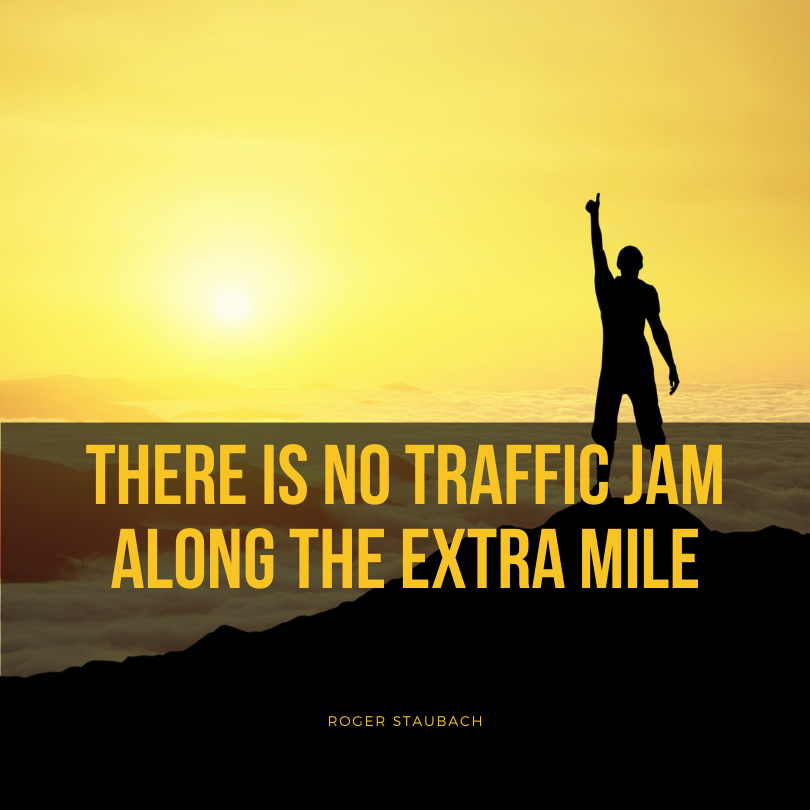 THERE IS NO TRAFFIC JAM
ALONG THE EXTRA MILE
ROGER STAUBACH